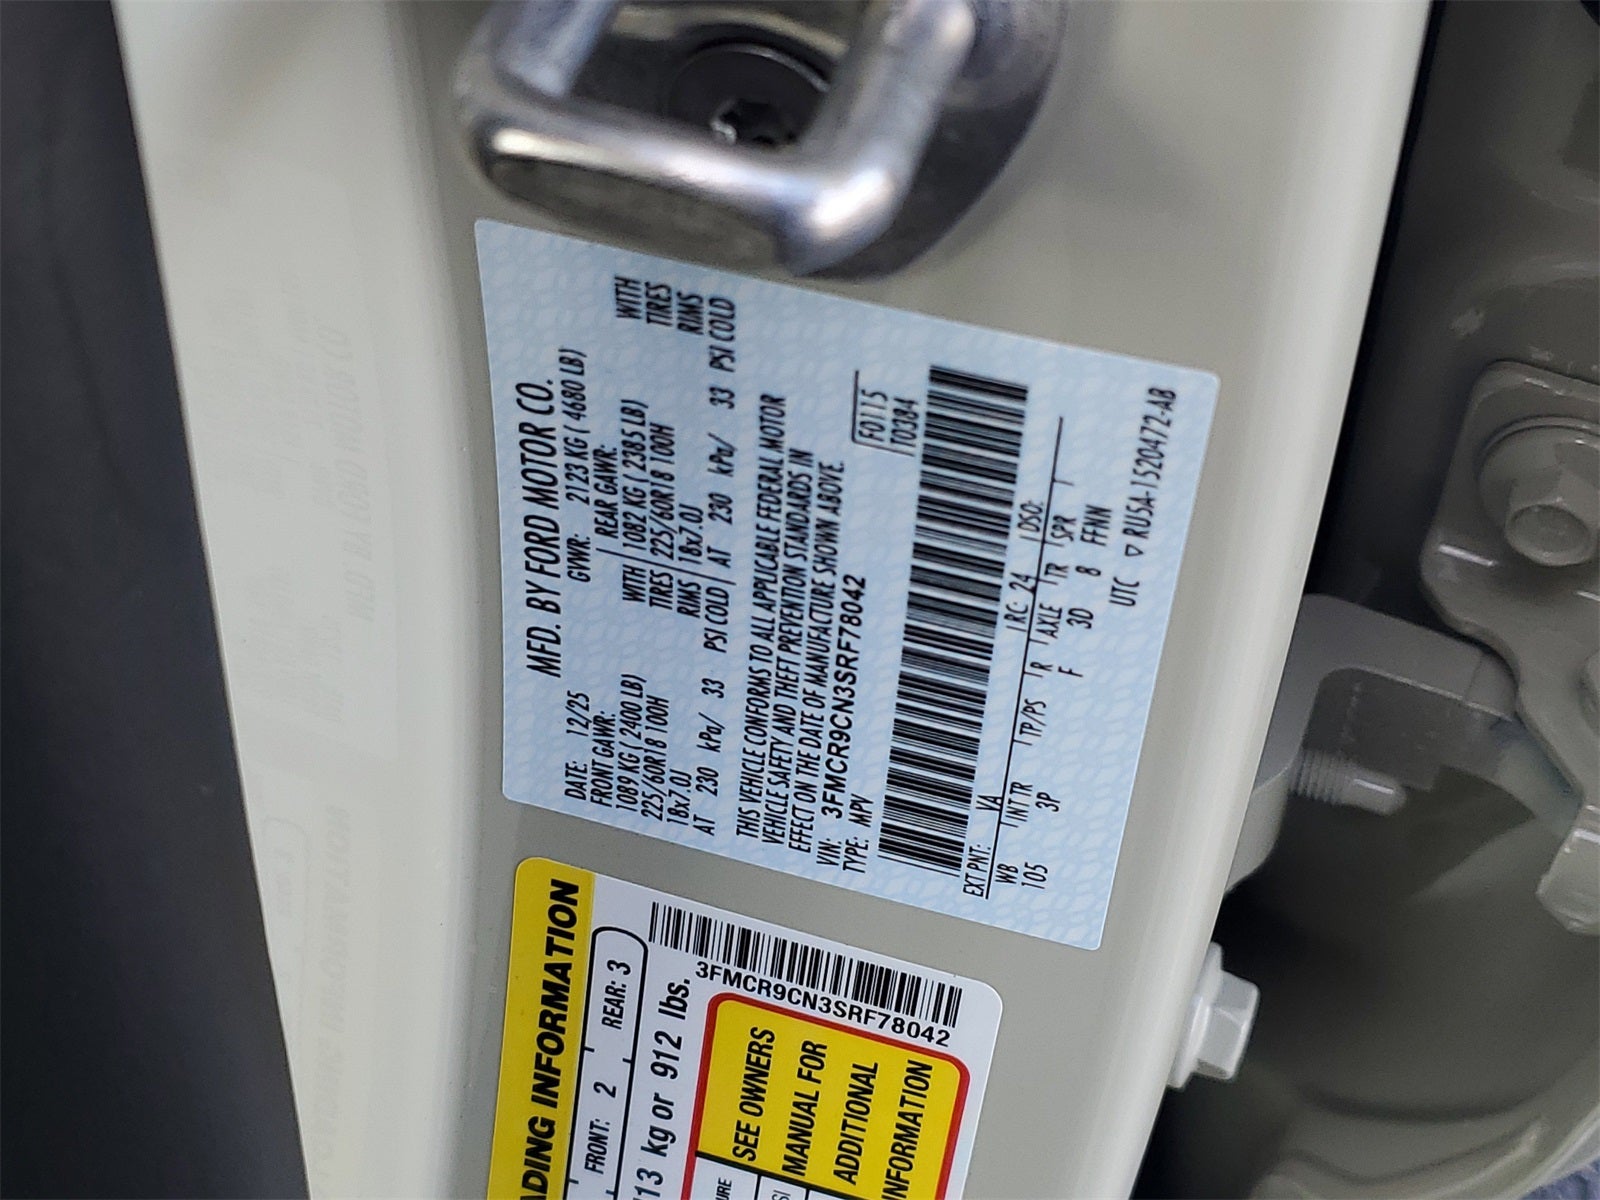 MFD. BY FORD MOTOR CO.
DATE: 12/25 GVWR: 2123 KG ( 4680 LB)
FRONT GAWR: REAR GAWR:
1089 KG ( 2400 LB) WITH 1082 KG ( 2385 LB) WITH
225/60R18 100H TIRES 225/60R18 100H TIRES
18x7.0J RIMS 18x7.0J RIMS
AT 230 kPa/ 33 PSI COLD AT 230 kPa/ 33 PSI COLD
THIS VEHICLE CONFORMS TO ALL APPLICABLE FEDERAL MOTOR
VEHICLE SAFETY AND THEFT PREVENTION STANDARDS IN
EFFECT ON THE DATE OF MANUFACTURE SHOWN ABOVE.
VIN: 3FMCR9CN3SRF78042 F0115
TYPE: MPV T0384
EXT PNT: YA RC: 24 DSO:
WB INT TR TP/PS R AXLE TR SPR
105 3P F 3D 8 FFNN
UTC ▽ RUSA-1520472-AB
ADING INFORMATION
FRONT: 2 REAR: 3
13 kg or 912 lbs.
3FMCR9CN3SRF78042
SEE OWNERS
MANUAL FOR
ADDITIONAL
INFORMATION